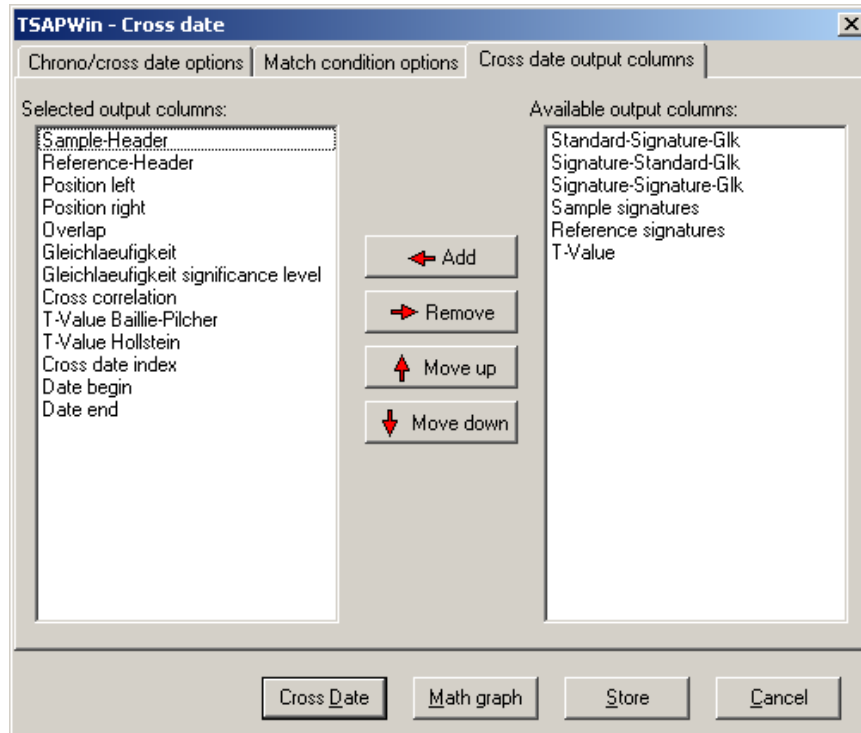 TSAPWin - Cross date
Chrono/cross date options
Match condition options
Cross date output columns
Selected output columns:
Sample-Header
Reference-Header
Position left
Position right
Overlap
Gleichlaeufigkeit
Gleichlaeufigkeit significance level
Cross correlation
T-Value Baillie-Pilcher
T-Value Hollstein
Cross date index
Date begin
Date end
Add
Remove
Move up
Move down
Available output columns:
Standard-Signature-Glk
Signature-Standard-Glk
Signature-Signature-Glk
Sample signatures
Reference signatures
T-Value
Cross Date
Math graph
Store
Cancel